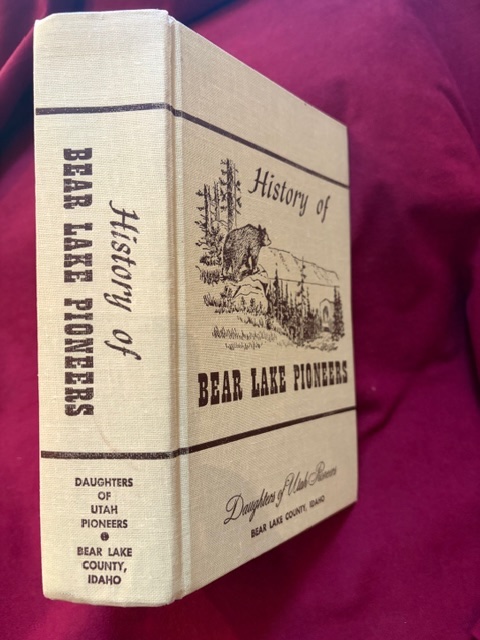 History of
BEAR LAKE PIONEERS
DAUGHTERS
OF
UTAH
PIONEERS
BEAR LAKE
COUNTY,
IDAHO
History of
BEAR LAKE PIONEERS
Daughters of Utah Pioneers
BEAR LAKE COUNTY, IDAHO